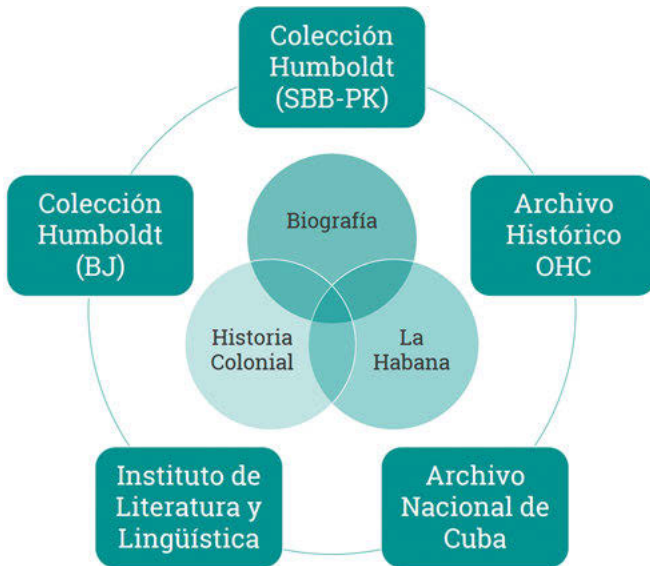 Colección
Humboldt
(SBB-PK)
Colección
Humboldt
(BJ)
Biografía
Archivo
Histórico
OHC
Historia
Colonial
La
Habana
Instituto de
Literatura y
Lingüística
Archivo
Nacional de
Cuba